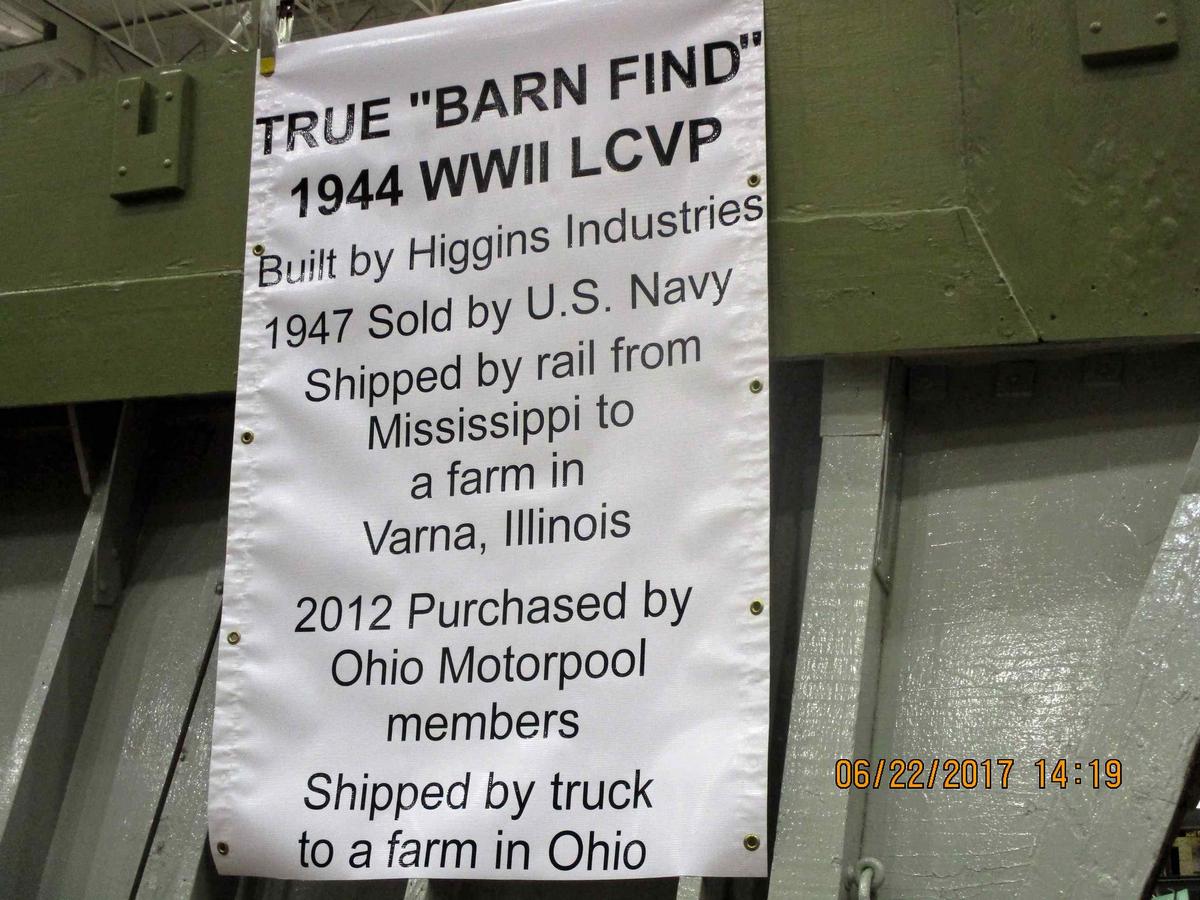 TRUE "BARN FIND"
1944 WWII LCVP
Built by Higgins Industries
1947 Sold by U.S. Navy
Shipped by rail from
Mississippi to
a farm in
Varna, Illinois
2012 Purchased by
Ohio Motorpool
members
Shipped by truck
to a farm in Ohio
06/22/2017 14:19